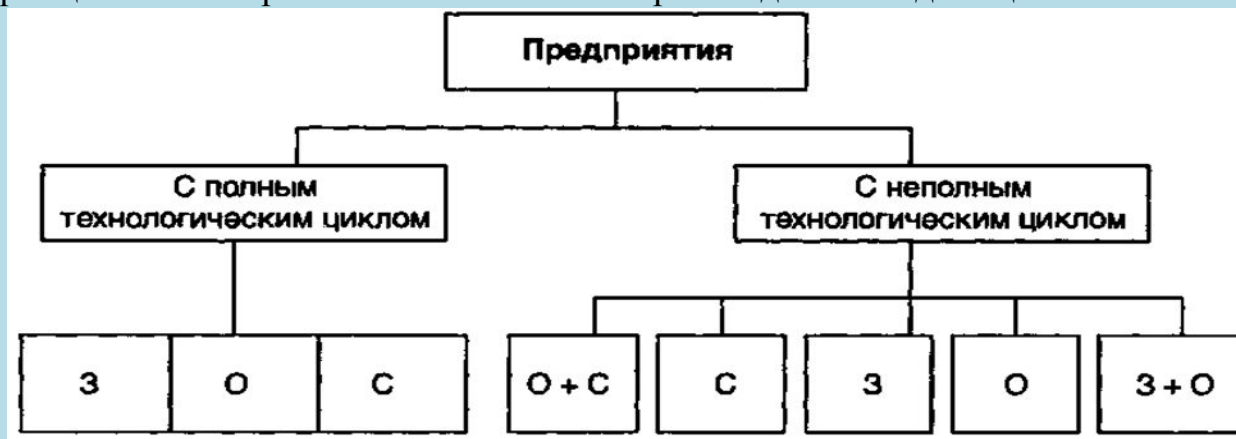 Предприятия
С полным
технологическим циклом
С неполным
технологическим циклом
З О С О + С С З О З + О